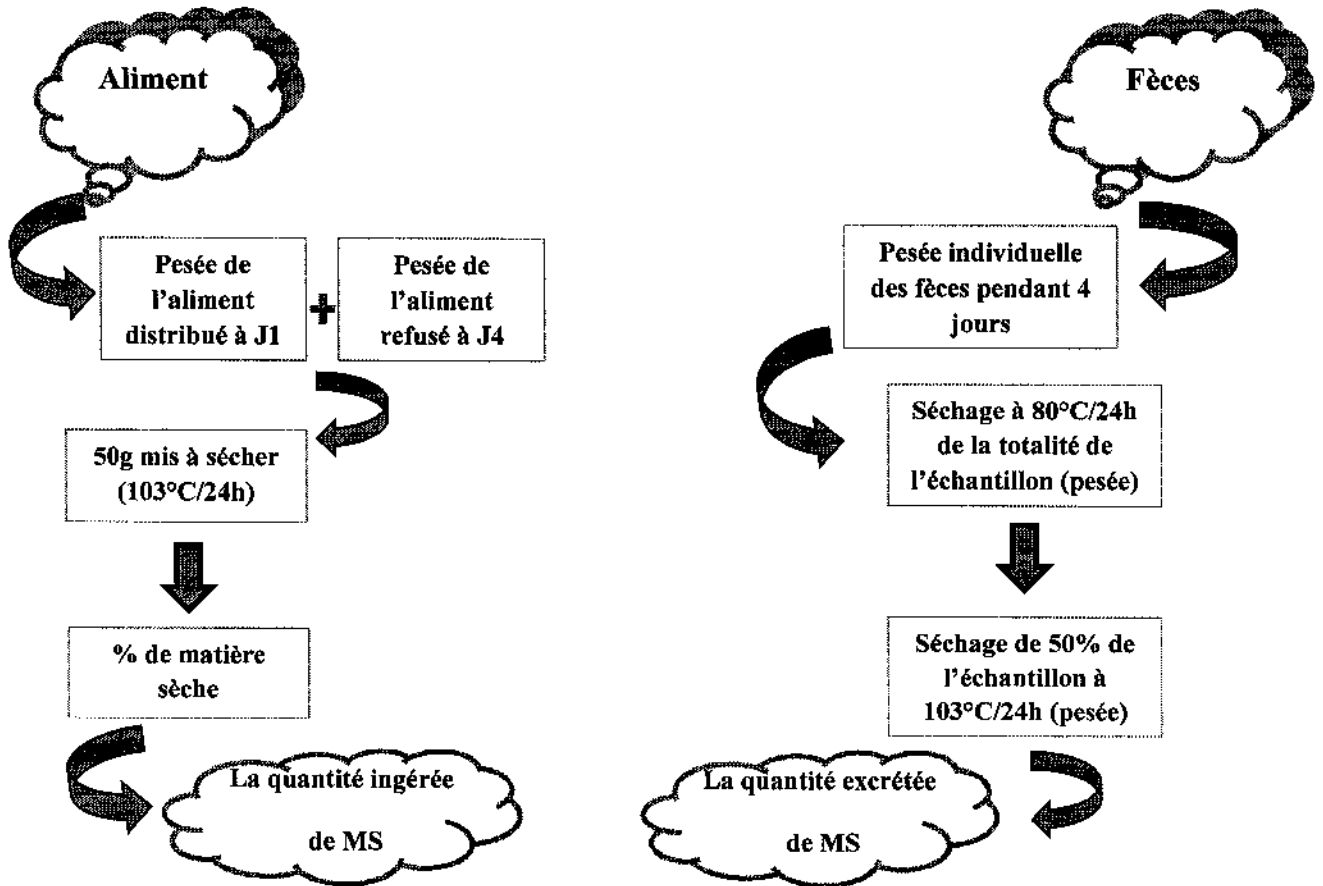 Aliment
Pesée de
l'aliment
distribué à J1
+
Pesée de
l'aliment
refusé à J4
50g mis à sécher
(103°C/24h)
% de matière
sèche
La quantité ingérée
de MS
Fèces
Pesée individuelle
des fèces pendant 4
jours
Séchage à 80°C/24h
de la totalité de
l'échantillon (pesée)
Séchage de 50% de
l'échantillon à
103°C/24h (pesée)
La quantité excrétée
de MS